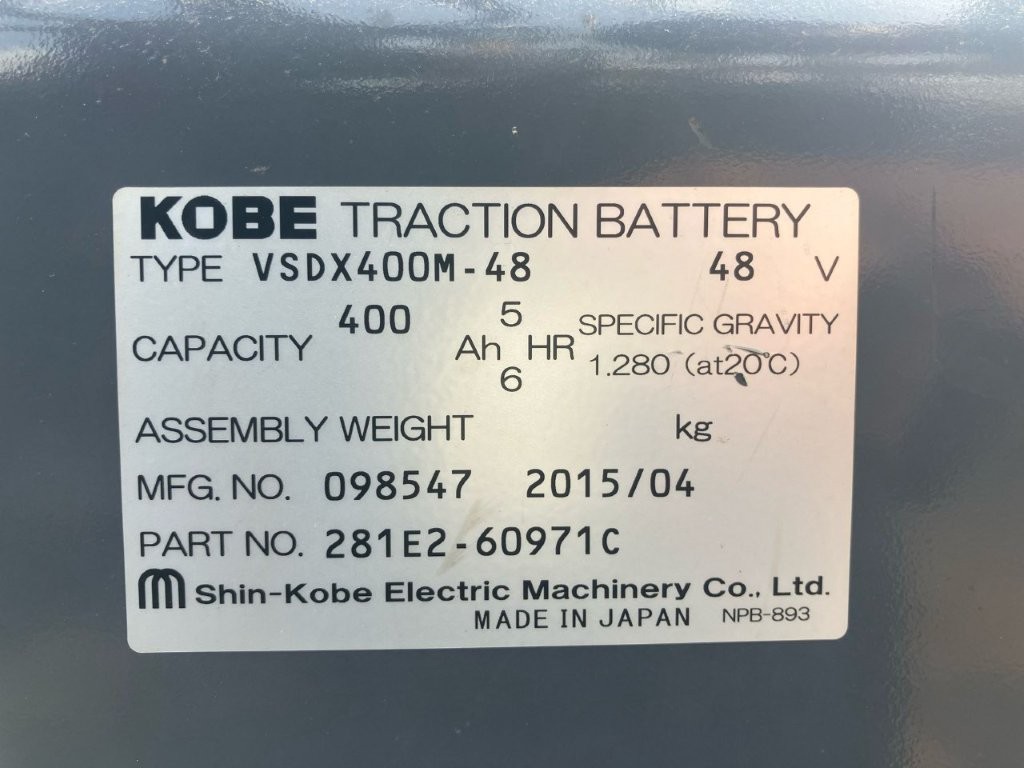 KOBE TRACTION BATTERY
TYPE VSDX400M-48 48 V
CAPACITY 400 Ah 5 HR 6
SPECIFIC GRAVITY
1.280 (at20°C)
ASSEMBLY WEIGHT kg
MFG. NO. 098547 2015/04
PART NO. 281E2-60971C
Shin-Kobe Electric Machinery Co., Ltd.
MADE IN JAPAN NPB-893